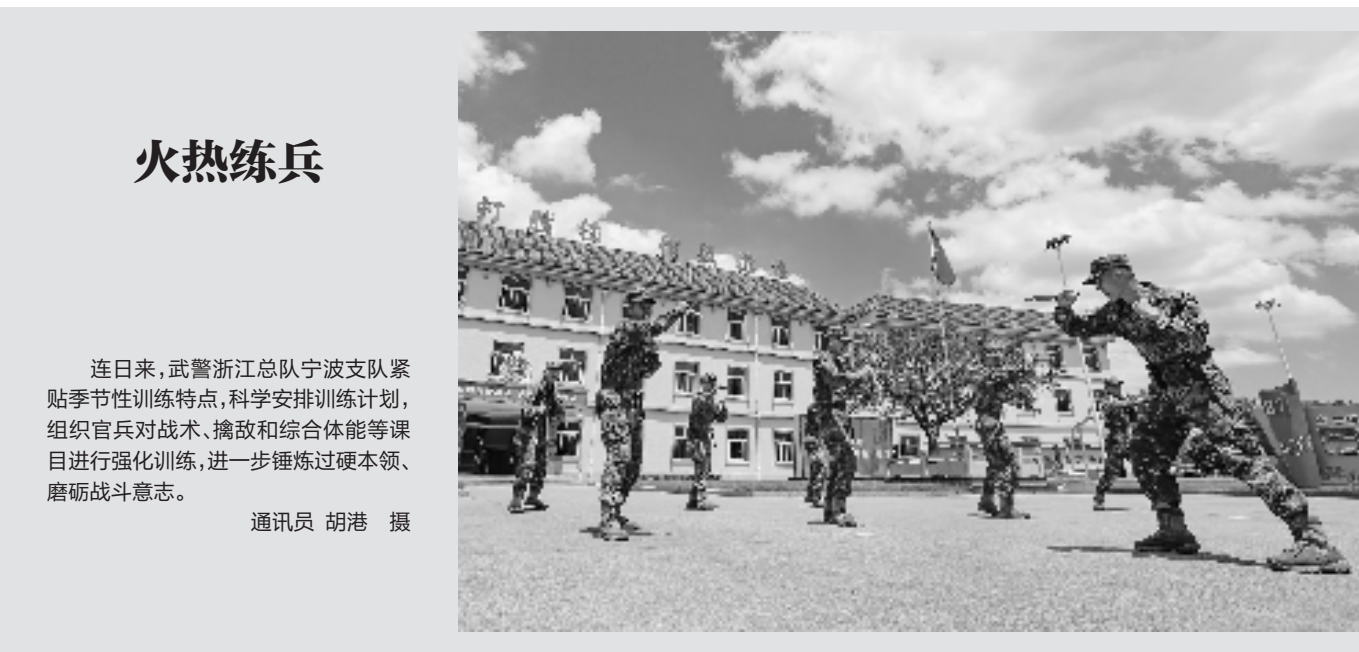 火热练兵
连日来，武警浙江总队宁波支队紧
贴季节性训练特点，科学安排训练计划，
组织官兵对战术、擒敌和综合体能等课
目进行强化训练，进一步锤炼过硬本领、
磨砺战斗意志。
通讯员 胡港　摄